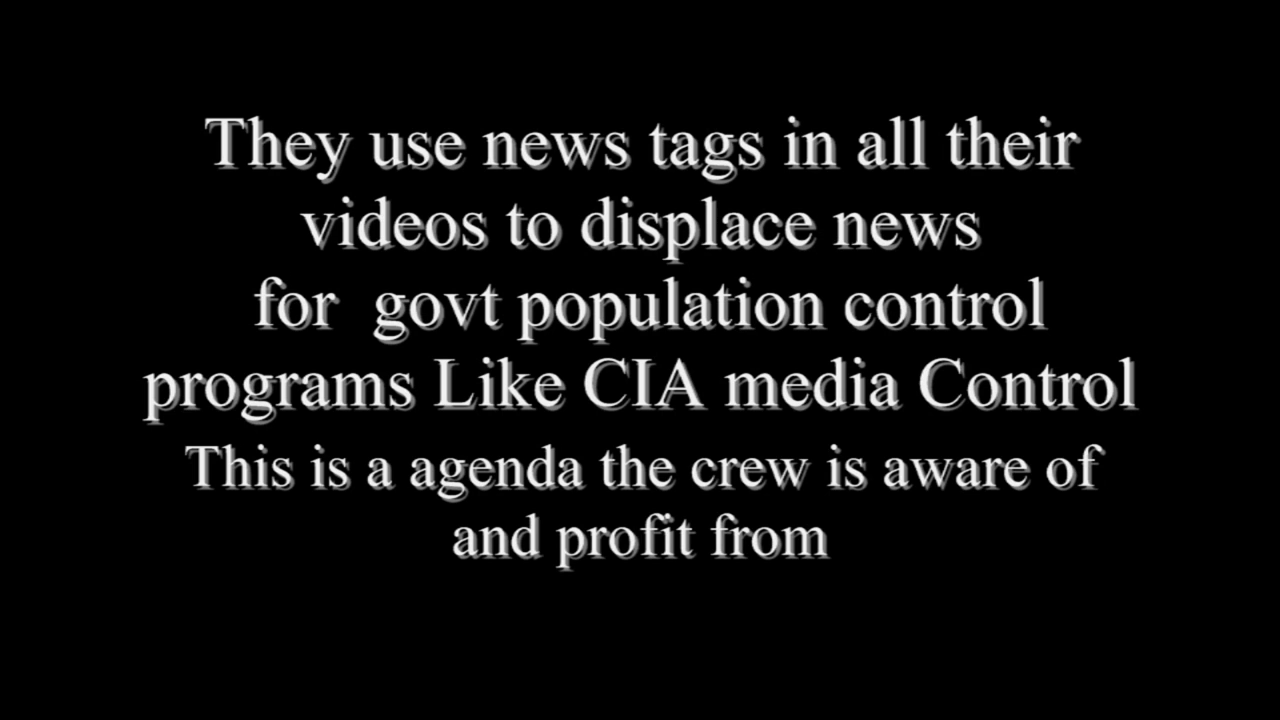 They use news tags in all their
videos to displace news
for govt population control
programs Like CIA media Control
This is a agenda the crew is aware of
and profit from